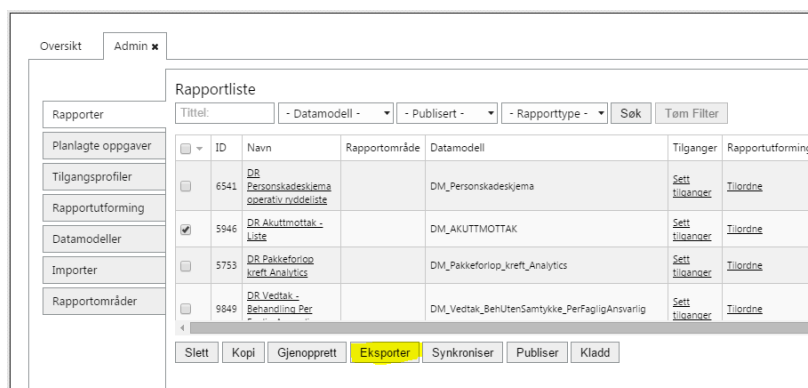 Oversikt Admin ×
Rapportliste
Rapporter
Tittel: - Datamodell - - Publisert - - Rapporttype - Søk Tøm Filter
Planlagte oppgaver
ID Navn Rapportområde Datamodell Tilganger Rapportutforming
Tilgangsprofiler
DR
6541 Personskadeskjema DM_Personskadeskjema Sett Tilordne
operativ ryddeliste tilganger
Rapportutforming
5946 DR Akuttmottak - DM_AKUTTMOTTAK Sett Tilordne
Liste tilganger
Datamodeller
5753 DR Pakkeforlop DM_Pakkeforlop_kreft_Analytics Sett Tilordne
kreft Analytics tilganger
Importer
Rapportområder
DR Vedtak -
9849 Behandling Per DM_Vedtak_BehUtenSamtykke_PerFagligAnsvarlig Sett Tilordne
tilganger
Slett Kopi Gjenopprett Eksporter Synkroniser Publiser Kladd